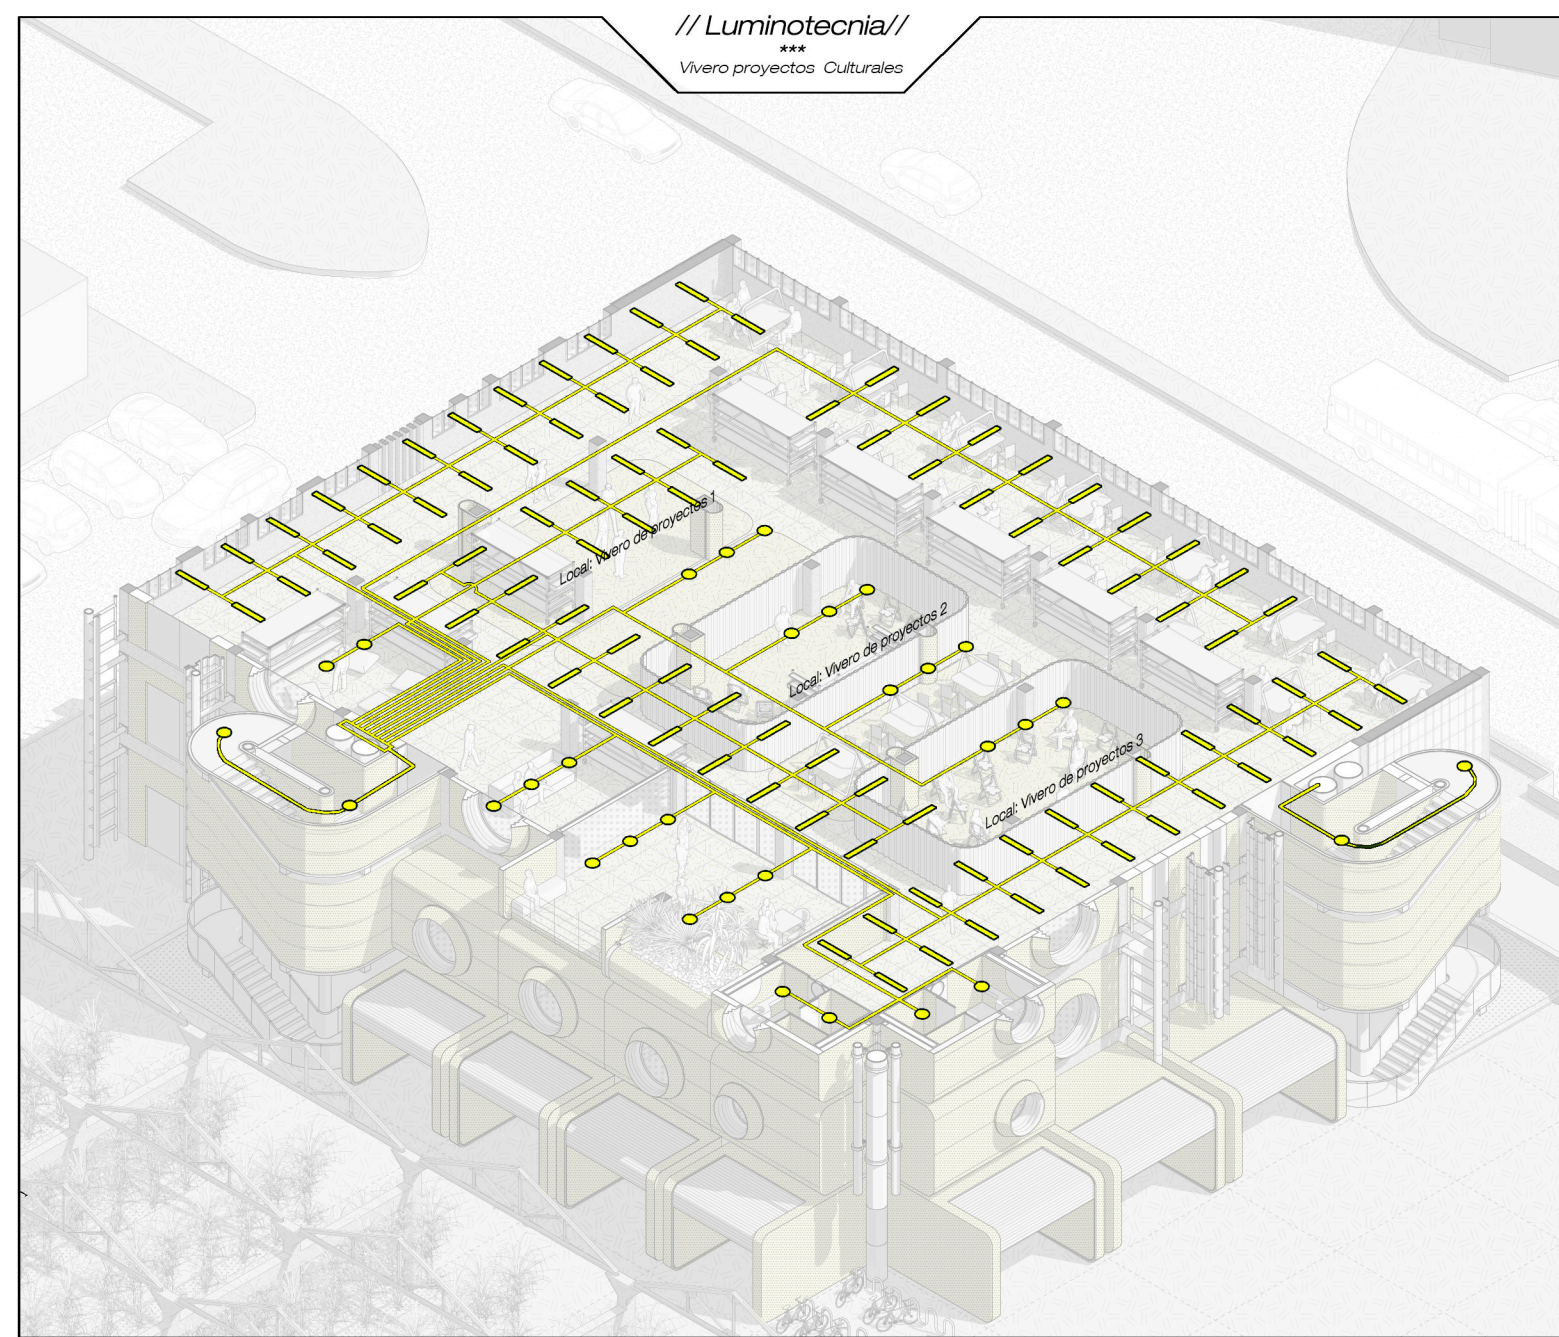 // Luminotecnia//
***
Vivero proyectos Culturales
Local: Vivero de proyectos 1
Local: Vivero de proyectos 2
Local: Vivero de proyectos 3